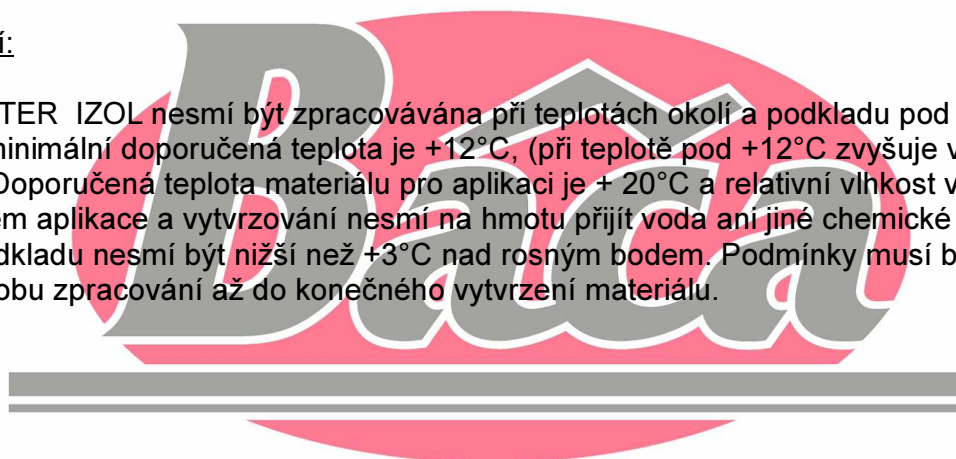 í:
TER IZOL nesmí být zpracovávána při teplotách okolí a podkladu pod
minimální doporučená teplota je +12°C, (při teplotě pod +12°C zvyšuje v
Doporučená teplota materiálu pro aplikaci je + 20°C a relativní vlhkost v
em aplikace a vytvrzování nesmí na hmotu přijít voda ani jiné chemické
dkladu nesmí být nižší než +3°C nad rosným bodem. Podmínky musí b
obu zpracování až do konečného vytvrzení materiálu.
Bâča